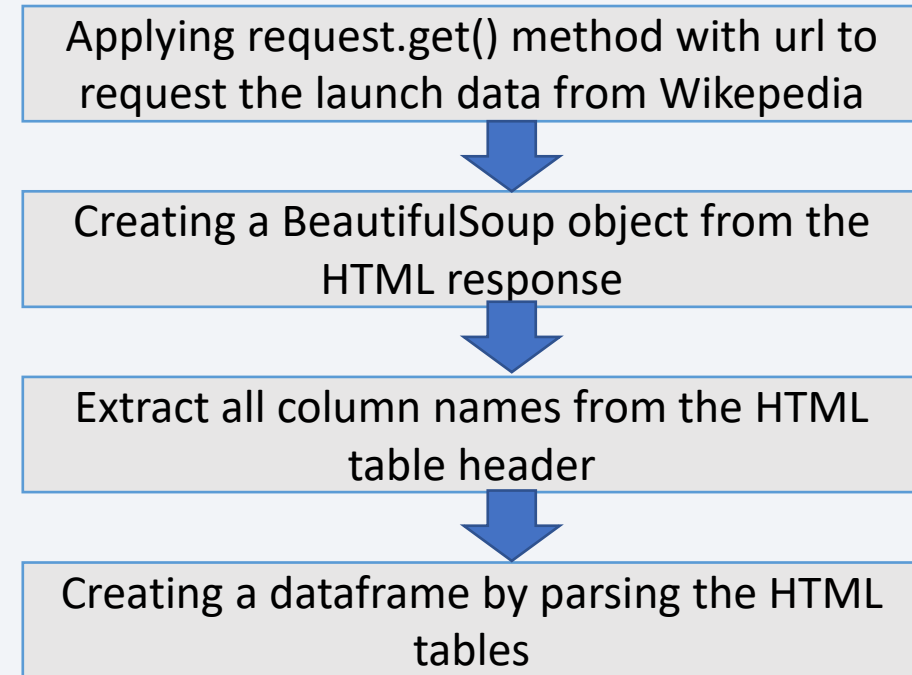 Applying request.get() method with url to
request the launch data from Wikepedia
Creating a BeautifulSoup object from the
HTML response
Extract all column names from the HTML
table header
Creating a dataframe by parsing the HTML
tables